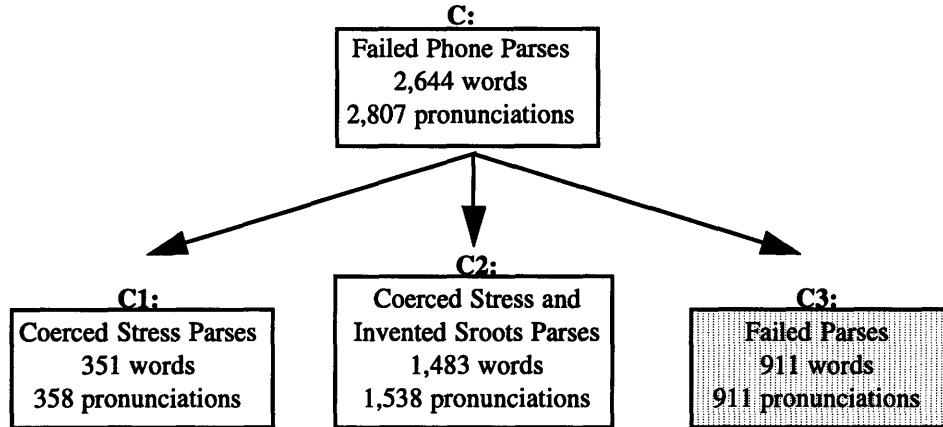 C:
Failed Phone Parses
2,644 words
2,807 pronunciations
C1:
Coerced Stress Parses
351 words
358 pronunciations
C2:
Coerced Stress and
Invented Sroots Parses
1,483 words
1,538 pronunciations
C3:
Failed Parses
911 words
911 pronunciations